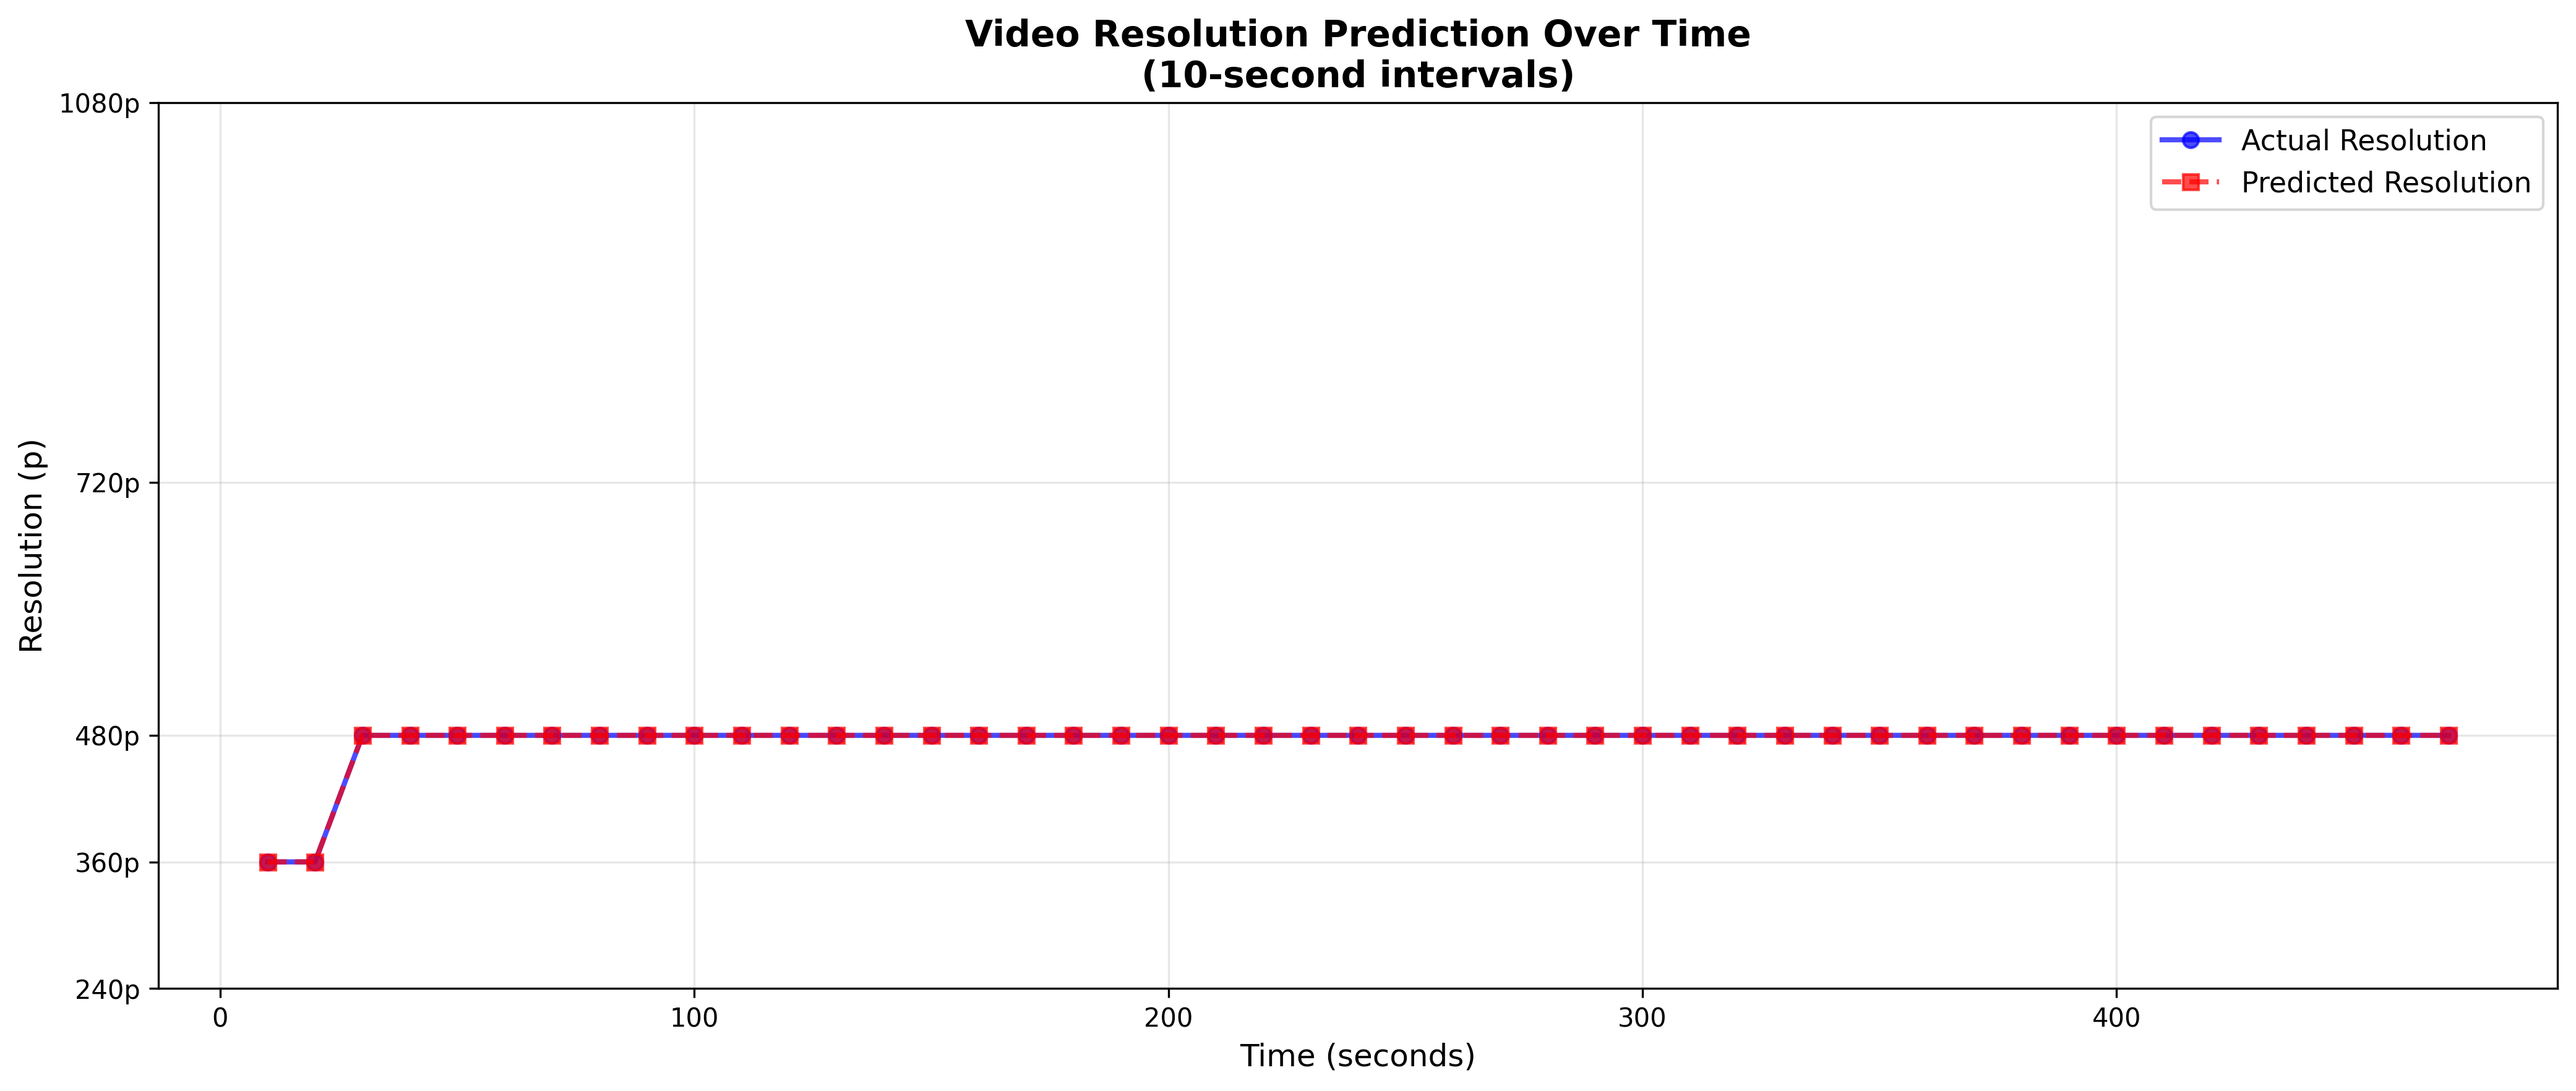 Video Resolution Prediction Over Time
(10-second intervals)
1080p
720p
480p
360p
240p
Resolution (p)
Actual Resolution
Predicted Resolution
0
100
200
300
400
Time (seconds)